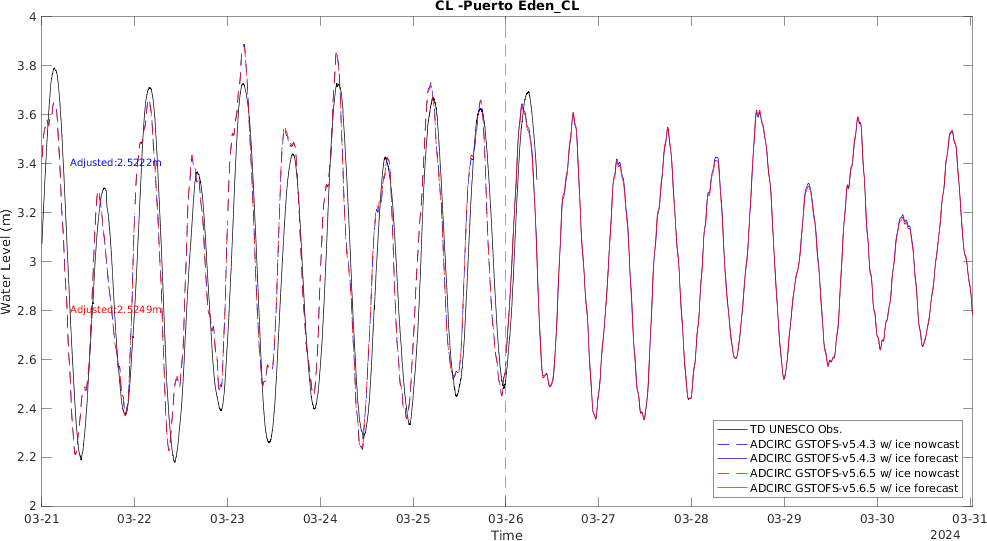 CL -Puerto Eden_CL
4
3.8
3.6
3.4
3.2
3
2.8
2.6
2.4
2.2
2
Water Level (m)
Adjusted:2.5222m
Adjusted:2.5249m
TD UNESCO Obs.
ADCIRC GSTOFS-v5.4.3 w/ ice nowcast
ADCIRC GSTOFS-v5.4.3 w/ ice forecast
ADCIRC GSTOFS-v5.6.5 w/ ice nowcast
ADCIRC GSTOFS-v5.6.5 w/ ice forecast
03-21 03-22 03-23 03-24 03-25 03-26 03-27 03-28 03-29 03-30 03-31
Time
2024